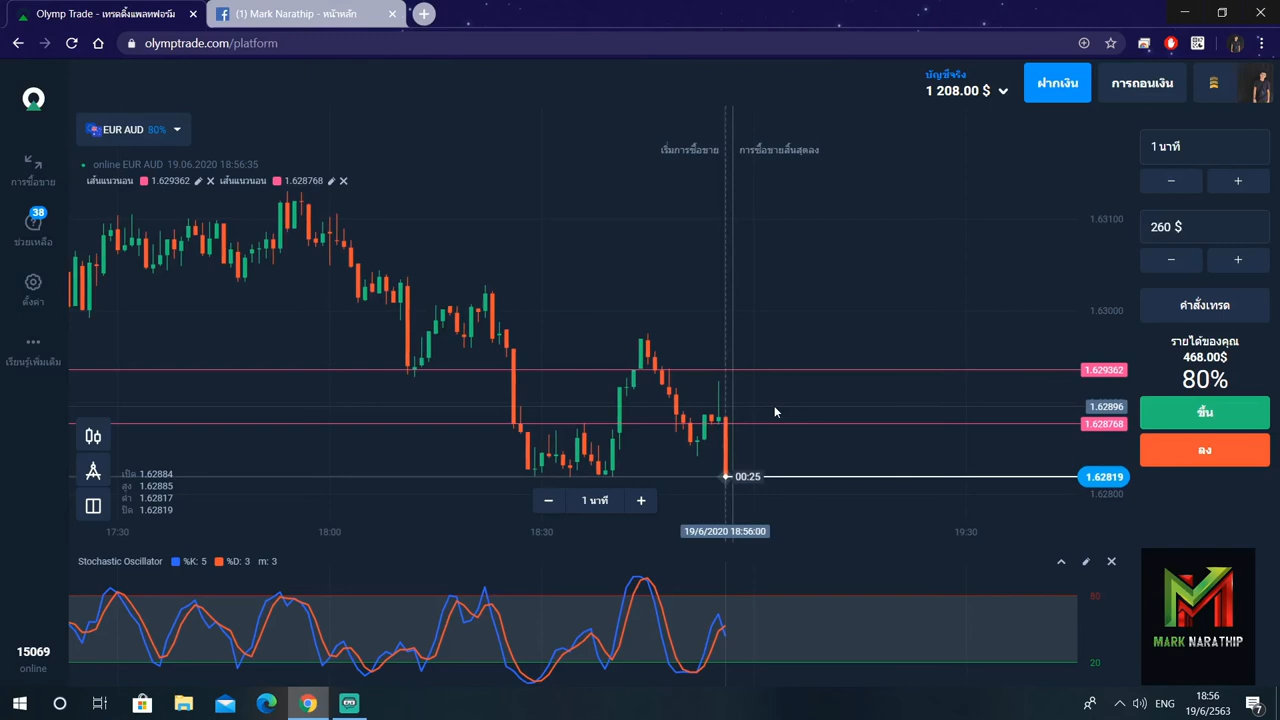 Olymp Trade - เทรดดิ้งแพลทฟอร์ม
(1) Mark Narathip - หน้าหลัก
olymptrade.com/platform
บัญชีจริง
1 208.00 $
ฝากเงิน
การถอนเงิน
EUR AUD 80%
เริ่มการซื้อขาย
การซื้อขายสิ้นสุดลง
online EUR AUD 19.06.2020 18:56:35
เส้นแนวนอน 1.629362 เส้นแนวนอน 1.628768
การซื้อขาย
38
ช่วยเหลือ
ตั้งค่า
เรียนรู้เพิ่มเติม
1 นาที
260 $
คำสั่งเทรด
รายได้ของคุณ
468.00$
80%
ขึ้น
ลง
1.63100
1.63000
1.629362
1.62896
1.628768
1.62819
1.62800
00:25
เปิด 1.62884
สูง 1.62885
ต่ำ 1.62817
ปิด 1.62819
1 นาที
17:30
18:00
18:30
19/6/2020 18:56:00
19:30
Stochastic Oscillator %K: 5 %D: 3 m: 3
80
20
15069
online
MARK NARATHIP
ENG
18:56
19/6/2563
7